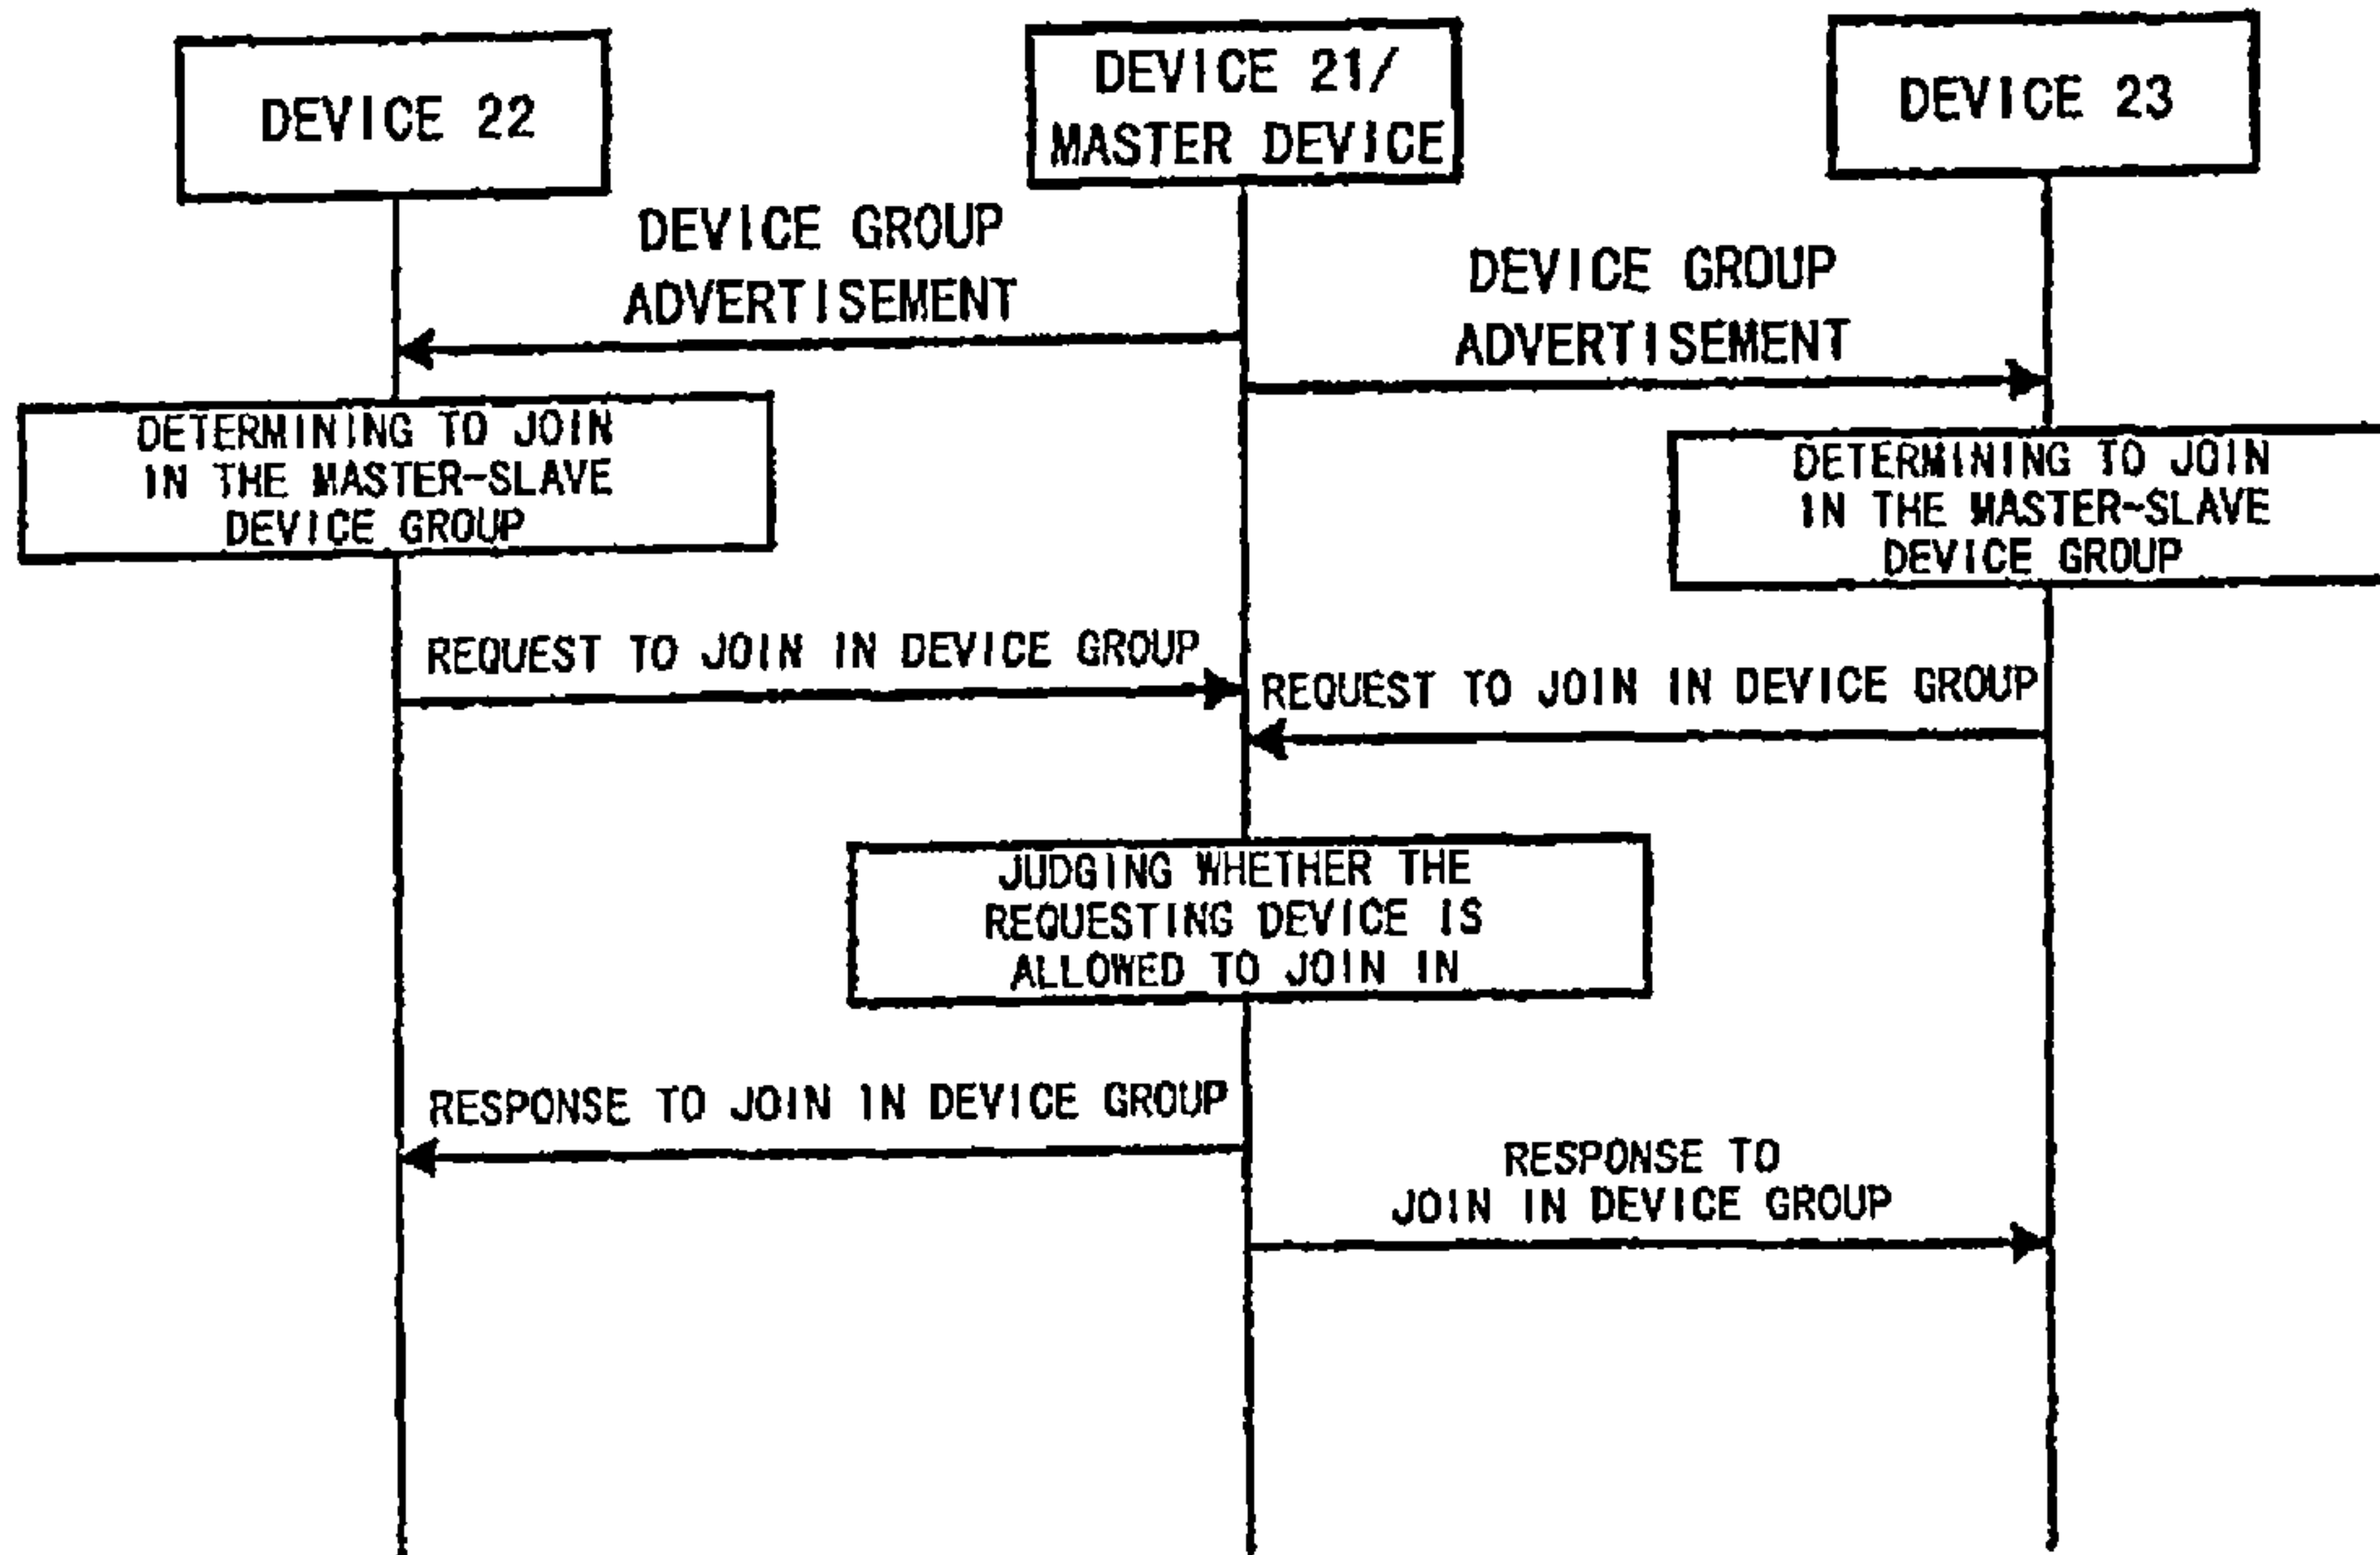 DEVICE 22
DEVICE 21/
MASTER DEVICE
DEVICE 23
DEVICE GROUP
ADVERTISEMENT
DEVICE GROUP
ADVERTISEMENT
DETERMINING TO JOIN
IN THE MASTER-SLAVE
DEVICE GROUP
DETERMINING TO JOIN
IN THE MASTER-SLAVE
DEVICE GROUP
REQUEST TO JOIN IN DEVICE GROUP
REQUEST TO JOIN IN DEVICE GROUP
JUDGING WHETHER THE
REQUESTING DEVICE IS
ALLOWED TO JOIN IN
RESPONSE TO JOIN IN DEVICE GROUP
RESPONSE TO
JOIN IN DEVICE GROUP